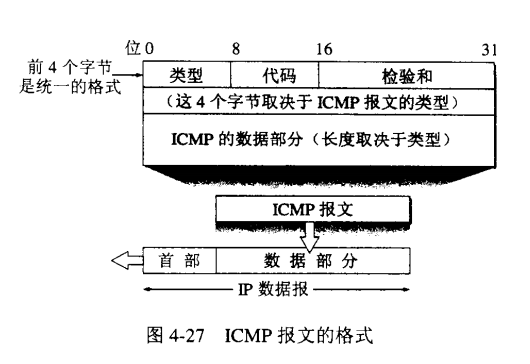 位 0 8 16 31
前 4 个字节
是统一的格式
类型 代码 检验和
（这 4 个字节取决于 ICMP 报文的类型）
ICMP 的数据部分（长度取决于类型）
ICMP 报文
首 部 数 据 部 分
IP 数据报
图 4-27 ICMP 报文的格式